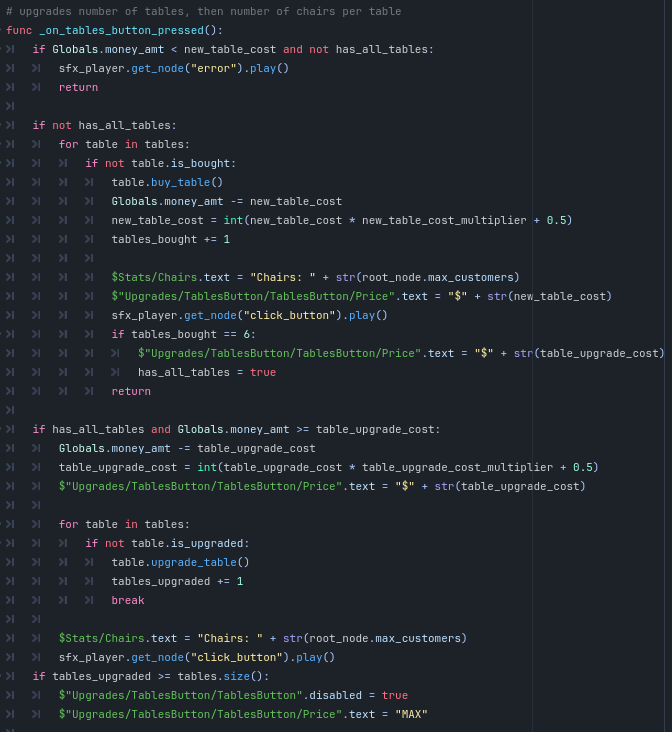 # upgrades number of tables, then number of chairs per table
func _on_tables_button_pressed():
if Globals.money_amt < new_table_cost and not has_all_tables:
sfx_player.get_node("error").play()
return
if not has_all_tables:
for table in tables:
if not table.is_bought:
table.buy_table()
Globals.money_amt -= new_table_cost
new_table_cost = int(new_table_cost * new_table_cost_multiplier + 0.5)
tables_bought += 1
$Stats/Chairs.text = "Chairs: " + str(root_node.max_customers)
$"Upgrades/TablesButton/TablesButton/Price".text = "$" + str(new_table_cost)
sfx_player.get_node("click_button").play()
if tables_bought == 6:
$"Upgrades/TablesButton/TablesButton/Price".text = "$" + str(table_upgrade_cost)
has_all_tables = true
return
if has_all_tables and Globals.money_amt >= table_upgrade_cost:
Globals.money_amt -= table_upgrade_cost
table_upgrade_cost = int(table_upgrade_cost * table_upgrade_cost_multiplier + 0.5)
$"Upgrades/TablesButton/TablesButton/Price".text = "$" + str(table_upgrade_cost)
for table in tables:
if not table.is_upgraded:
table.upgrade_table()
tables_upgraded += 1
break
$Stats/Chairs.text = "Chairs: " + str(root_node.max_customers)
sfx_player.get_node("click_button").play()
if tables_upgraded >= tables.size():
$"Upgrades/TablesButton/TablesButton".disabled = true
$"Upgrades/TablesButton/TablesButton/Price".text = "MAX"